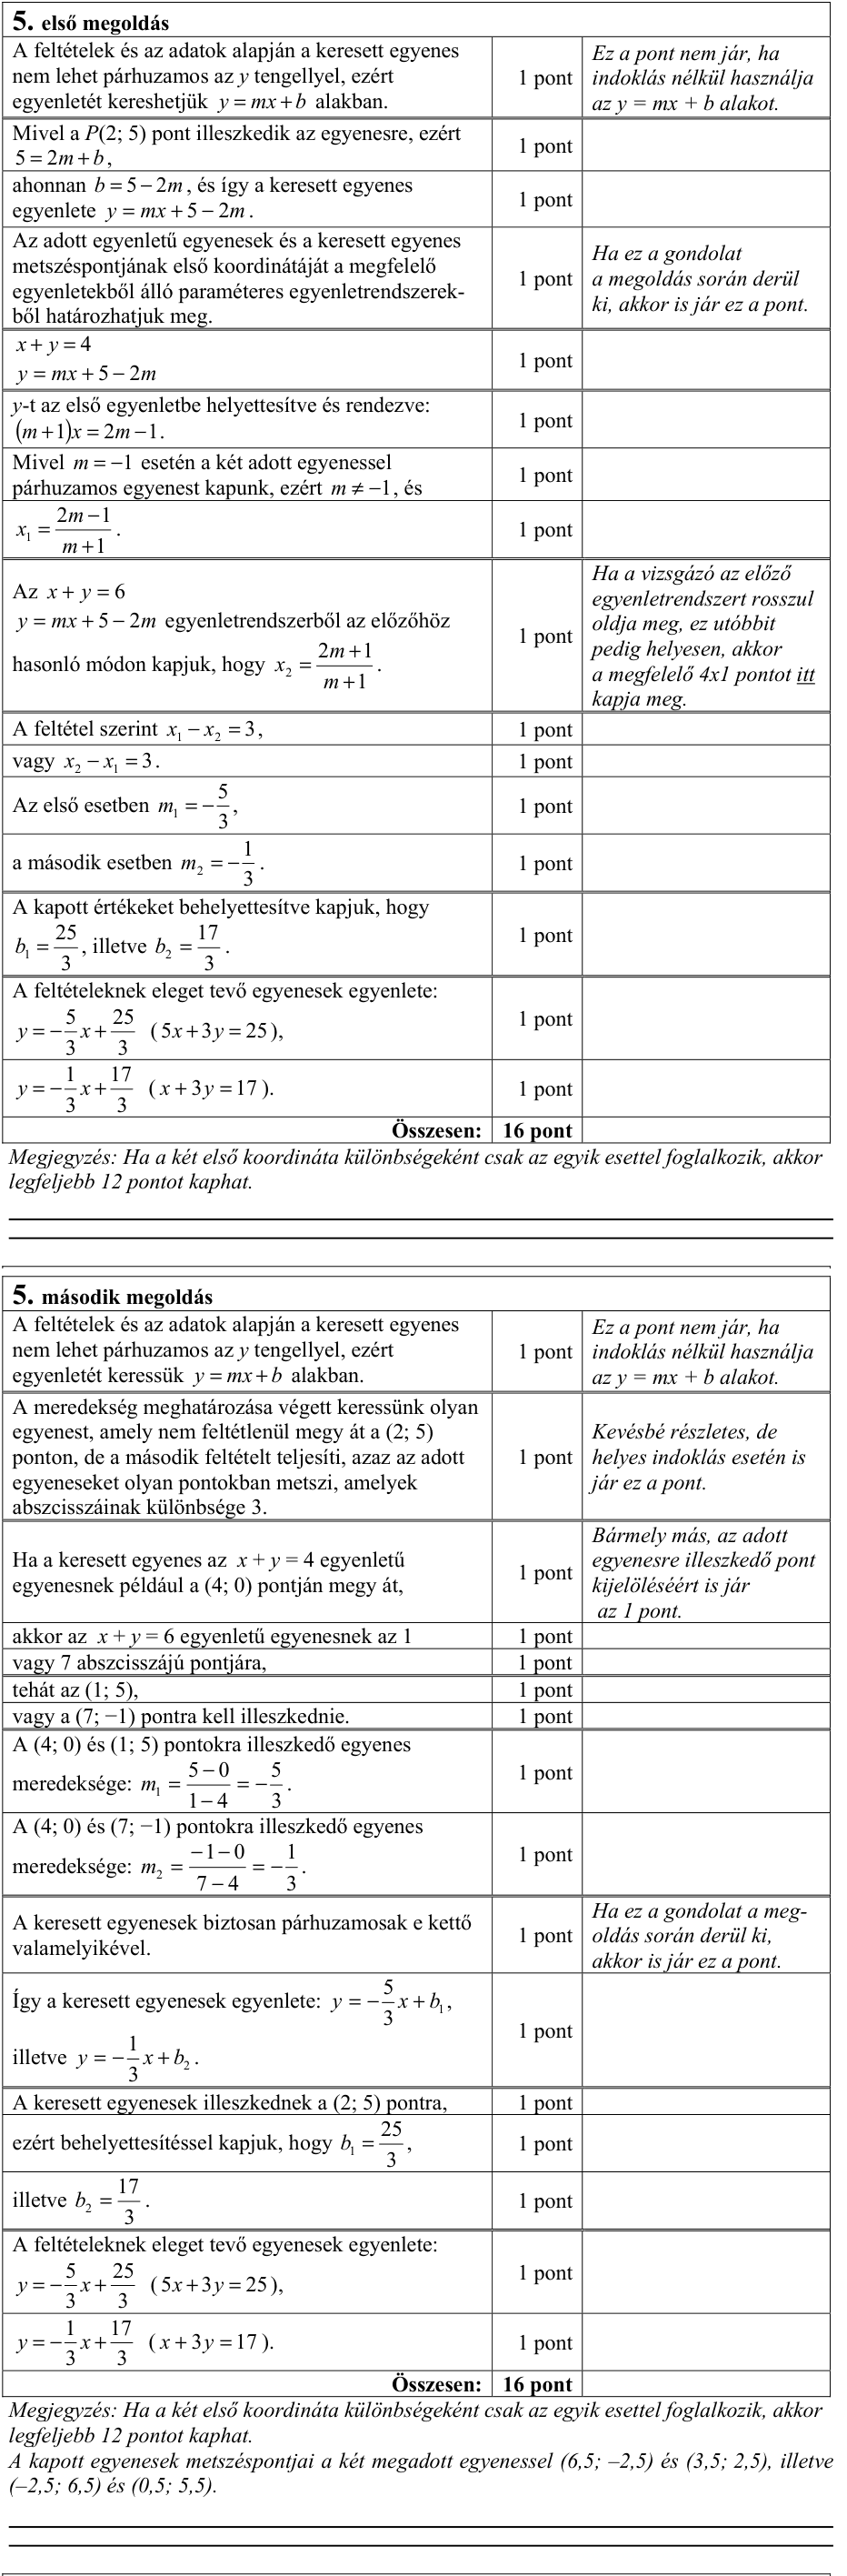 5. első megoldás
A feltételek és az adatok alapján a keresett egyenes
nem lehet párhuzamos az y tengellyel, ezért
egyenletét kereshetjük y = mx + b alakban.
1 pont
Ez a pont nem jár, ha
indoklás nélkül használja
az y = mx + b alakot.
Mivel a P(2; 5) pont illeszkedik az egyenesre, ezért
5 = 2m + b,
1 pont
ahonnan b = 5 − 2m, és így a keresett egyenes
egyenlete y = mx + 5 − 2m.
1 pont
Az adott egyenletű egyenesek és a keresett egyenes
metszéspontjának első koordinátáját a megfelelő
egyenletekből álló paraméteres egyenletrendszerek-
ből határozhatjuk meg.
1 pont
Ha ez a gondolat
a megoldás során derül
ki, akkor is jár ez a pont.
x + y = 4
y = mx + 5 − 2m
1 pont
y-t az első egyenletbe helyettesítve és rendezve:
(m + 1)x = 2m − 1.
1 pont
Mivel m = −1 esetén a két adott egyenessel
párhuzamos egyenest kapunk, ezért m ≠ −1, és
1 pont
x₁ = (2m − 1)/(m + 1).
1 pont
Az x + y = 6
y = mx + 5 − 2m egyenletrendszerből az előzőhöz
hasonló módon kapjuk, hogy x₂ = (2m + 1)/(m + 1).
1 pont
Ha a vizsgázó az előző
egyenletrendszert rosszul
oldja meg, ez utóbbit
pedig helyesen, akkor
a megfelelő 4x1 pontot itt
kapja meg.
A feltétel szerint x₁ − x₂ = 3,
1 pont
vagy x₂ − x₁ = 3.
1 pont
Az első esetben m₁ = −5/3,
1 pont
a második esetben m₂ = −1/3.
1 pont
A kapott értékeket behelyettesítve kapjuk, hogy
b₁ = 25/3, illetve b₂ = 17/3.
1 pont
A feltételeknek eleget tevő egyenesek egyenlete:
y = −5/3 x + 25/3 (5x + 3y = 25),
1 pont
y = −1/3 x + 17/3 (x + 3y = 17).
1 pont
Összesen: 16 pont
Megjegyzés: Ha a két első koordináta különbségeként csak az egyik esettel foglalkozik, akkor
legfeljebb 12 pontot kaphat.
5. második megoldás
A feltételek és az adatok alapján a keresett egyenes
nem lehet párhuzamos az y tengellyel, ezért
egyenletét keressük y = mx + b alakban.
1 pont
Ez a pont nem jár, ha
indoklás nélkül használja
az y = mx + b alakot.
A meredekség meghatározása végett keressünk olyan
egyenest, amely nem feltétlenül megy át a (2; 5)
ponton, de a második feltételt teljesíti, azaz az adott
egyeneseket olyan pontokban metszi, amelyek
abszcisszáinak különbsége 3.
1 pont
Kevésbé részletes, de
helyes indoklás esetén is
jár ez a pont.
Ha a keresett egyenes az x + y = 4 egyenletű
egyenesnek például a (4; 0) pontján megy át,
1 pont
Bármely más, az adott
egyenesre illeszkedő pont
kijelöléséért is jár
az 1 pont.
akkor az x + y = 6 egyenletű egyenesnek az 1
1 pont
vagy 7 abszcisszájú pontjára,
1 pont
tehát az (1; 5),
1 pont
vagy a (7; −1) pontra kell illeszkednie.
1 pont
A (4; 0) és (1; 5) pontokra illeszkedő egyenes
meredeksége: m₁ = (5 − 0)/(1 − 4) = −5/3.
1 pont
A (4; 0) és (7; −1) pontokra illeszkedő egyenes
meredeksége: m₂ = (−1 − 0)/(7 − 4) = −1/3.
1 pont
A keresett egyenesek biztosan párhuzamosak e kettő
valamelyikével.
1 pont
Ha ez a gondolat a meg-
oldás során derül ki,
akkor is jár ez a pont.
Így a keresett egyenesek egyenlete: y = −5/3 x + b₁,
illetve y = −1/3 x + b₂.
1 pont
A keresett egyenesek illeszkednek a (2; 5) pontra,
1 pont
ezért behelyettesítéssel kapjuk, hogy b₁ = 25/3,
1 pont
illetve b₂ = 17/3.
1 pont
A feltételeknek eleget tevő egyenesek egyenlete:
y = −5/3 x + 25/3 (5x + 3y = 25),
1 pont
y = −1/3 x + 17/3 (x + 3y = 17).
1 pont
Összesen: 16 pont
Megjegyzés: Ha a két első koordináta különbségeként csak az egyik esettel foglalkozik, akkor
legfeljebb 12 pontot kaphat.
A kapott egyenesek metszéspontjai a két megadott egyenessel (6,5; –2,5) és (3,5; 2,5), illetve
(–2,5; 6,5) és (0,5; 5,5).